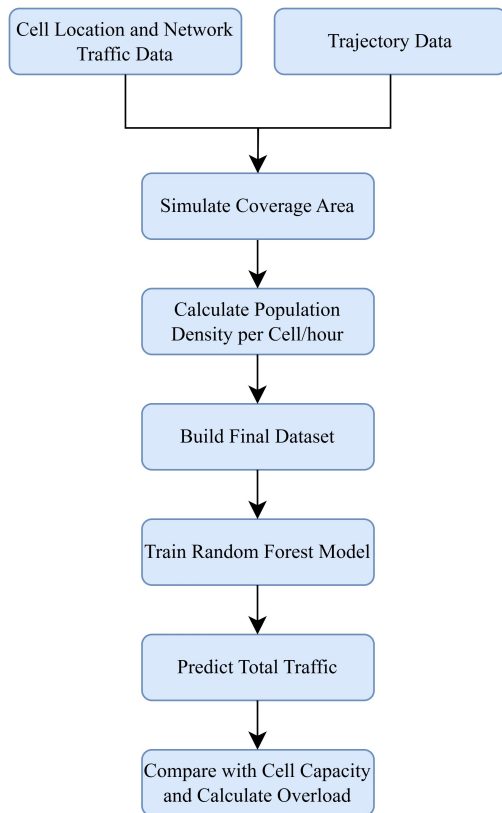 Cell Location and Network
Traffic Data
Trajectory Data
Simulate Coverage Area
Calculate Population
Density per Cell/hour
Build Final Dataset
Train Random Forest Model
Predict Total Traffic
Compare with Cell Capacity
and Calculate Overload